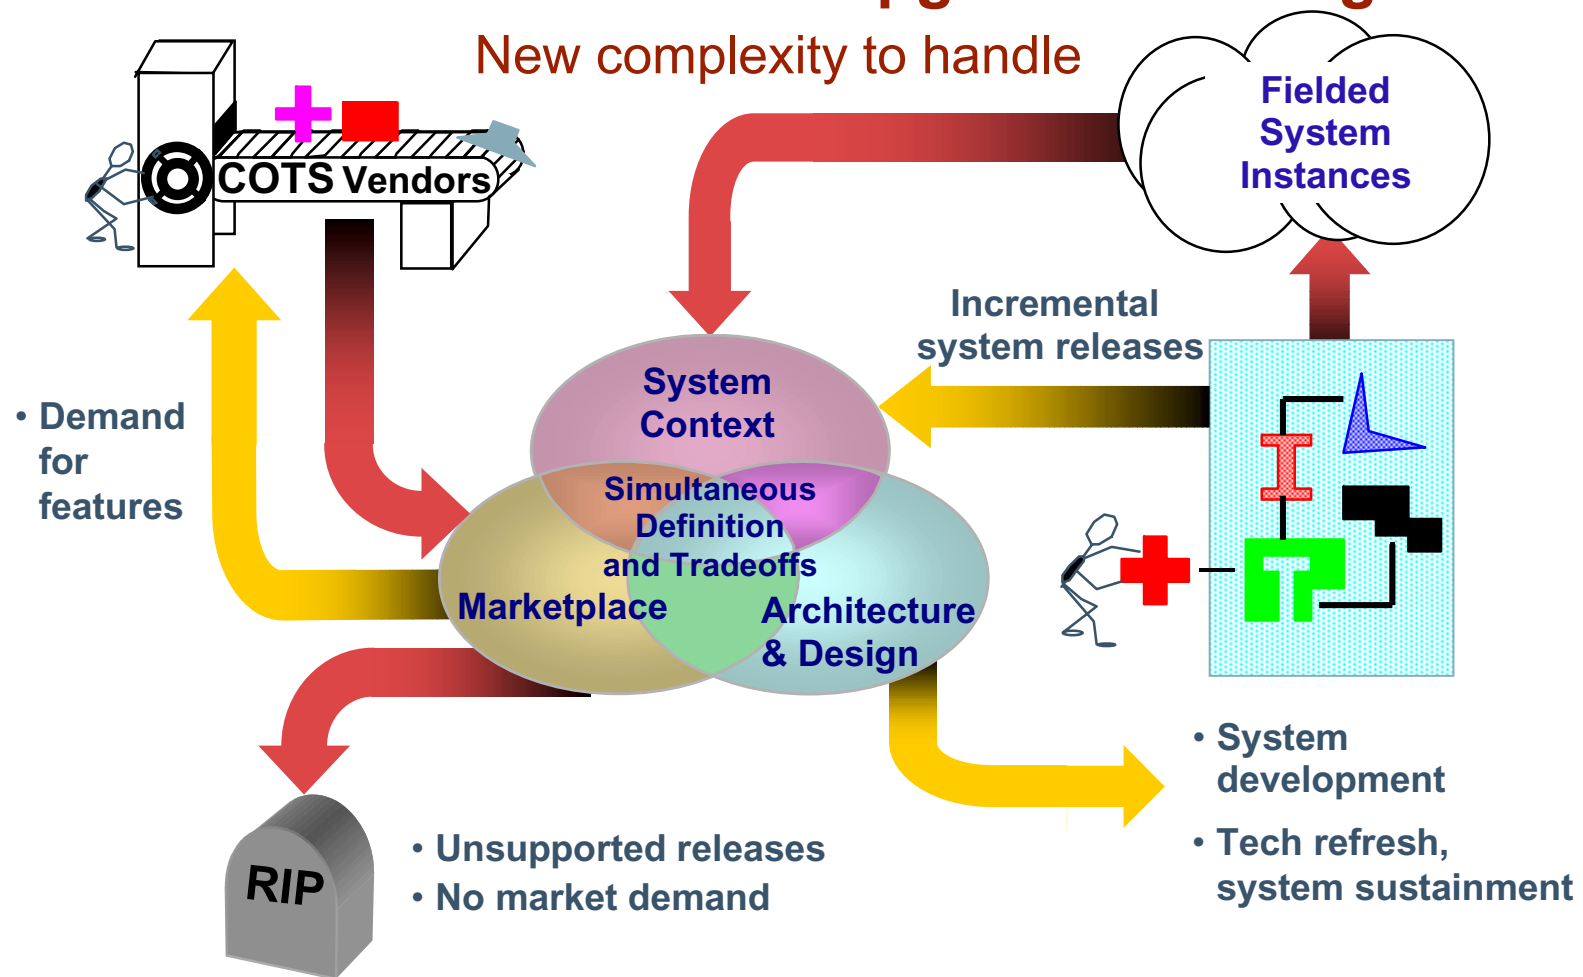 New complexity to handle
Fielded
System
Instances
COTS Vendors
Incremental
system releases
System
Context
• Demand
for
features
Simultaneous
Definition
and Tradeoffs
Marketplace
Architecture
& Design
• System
development
• Tech refresh,
system sustainment
• Unsupported releases
• No market demand
RIP